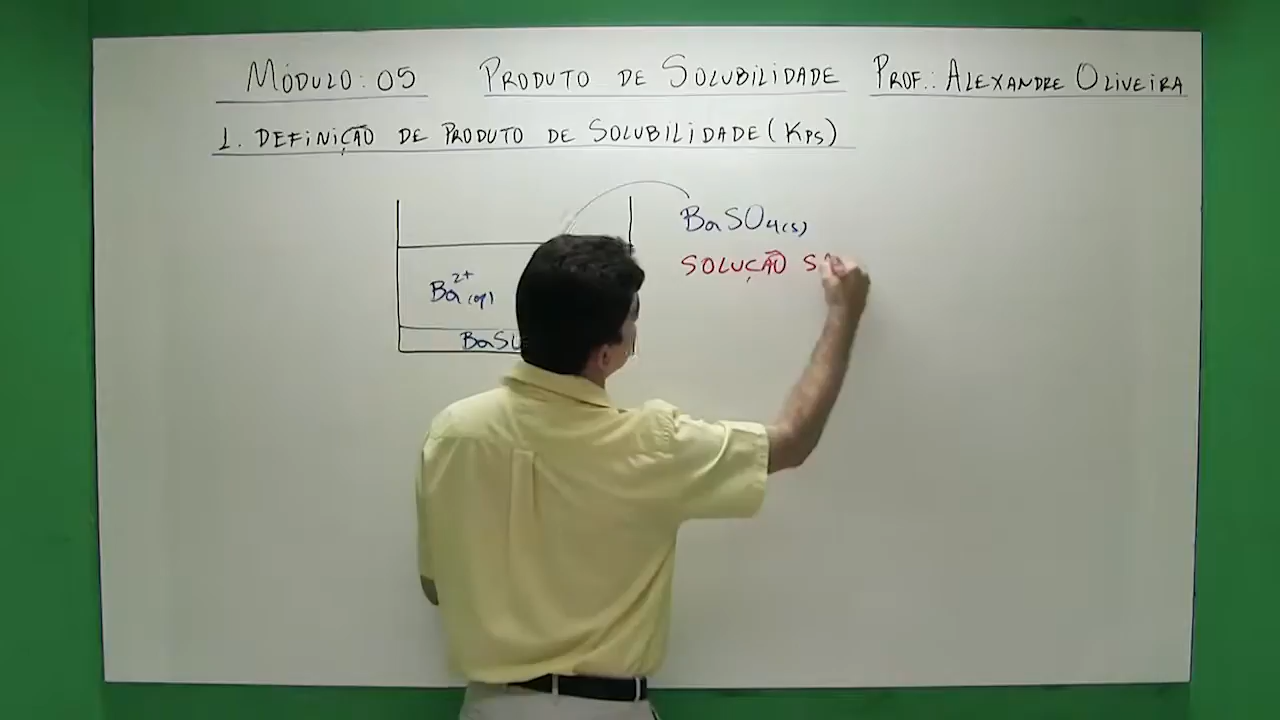 MÓDULO: 05 PRODUTO DE SOLUBILIDADE PROF.: ALEXANDRE OLIVEIRA
1. DEFINIÇÃO DE PRODUTO DE SOLUBILIDADE (KPS)
BaSO4(s)
SOLUÇÃO
Ba2+(aq)